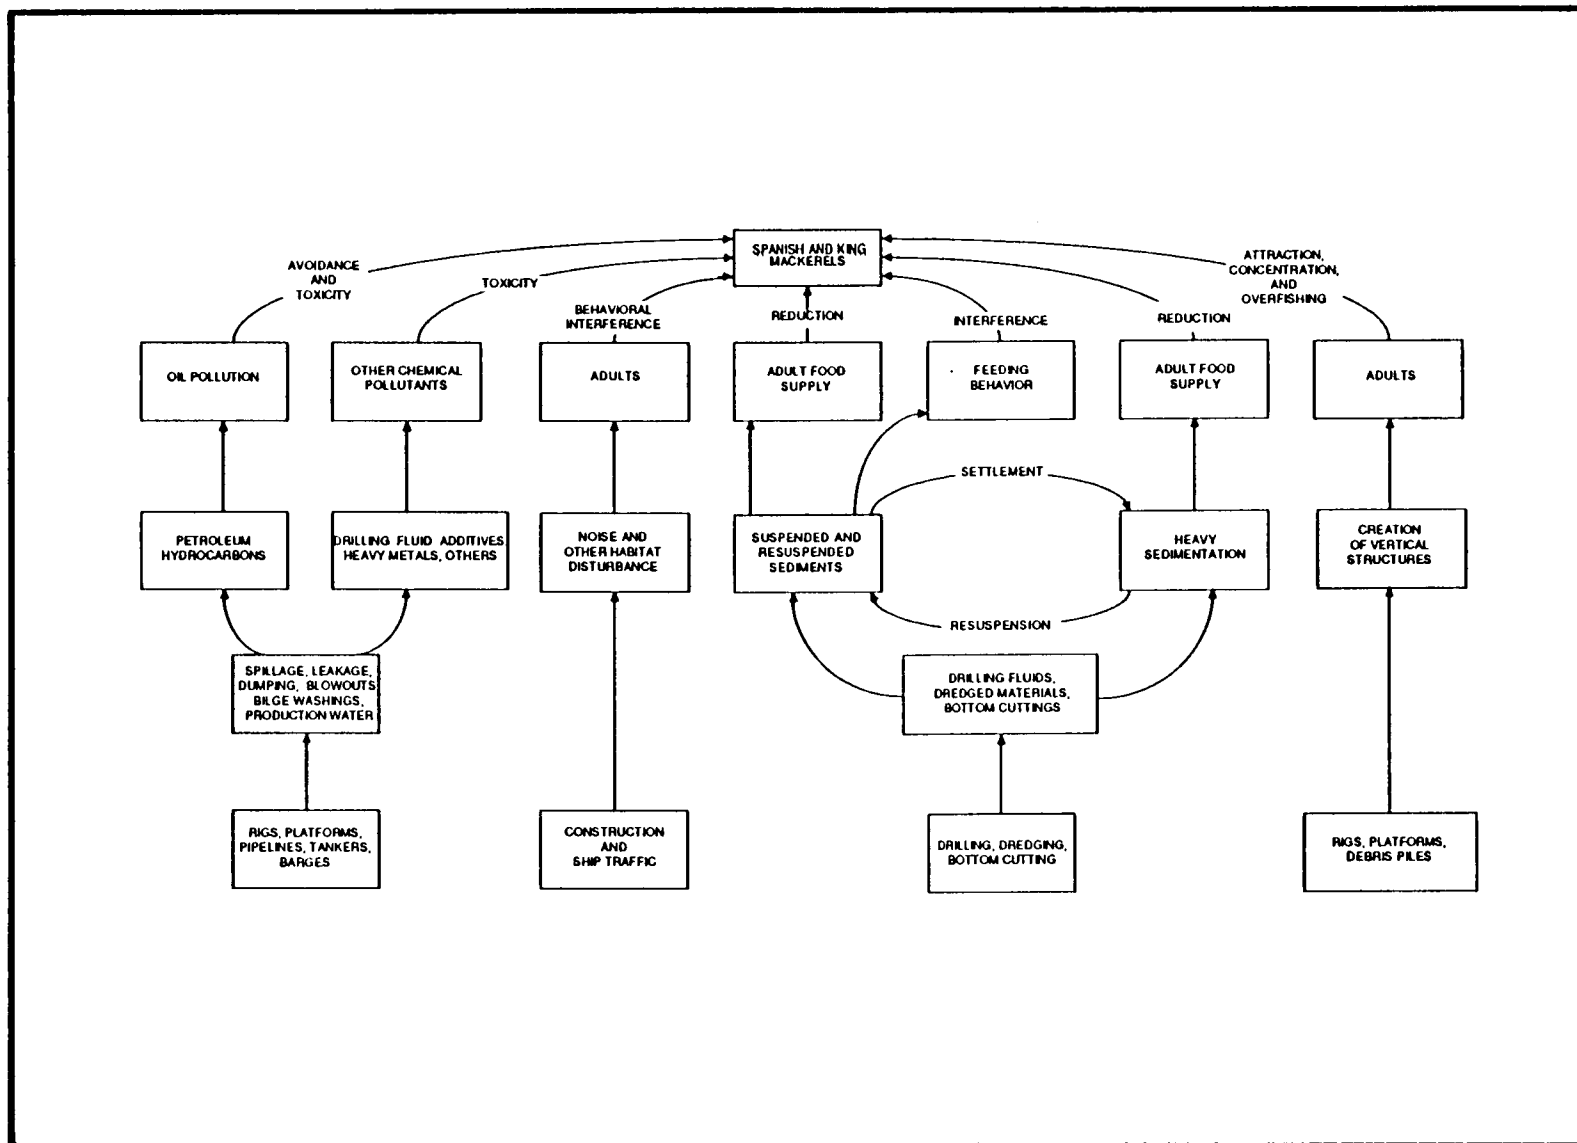 SPANISH AND KING
MACKERELS
AVOIDANCE
AND
TOXICITY
TOXICITY
BEHAVIORAL
INTERFERENCE
REDUCTION
INTERFERENCE
REDUCTION
ATTRACTION,
CONCENTRATION,
AND
OVERFISHING
OIL POLLUTION
OTHER CHEMICAL
POLLUTANTS
ADULTS
ADULT FOOD
SUPPLY
FEEDING
BEHAVIOR
ADULT FOOD
SUPPLY
ADULTS
SETTLEMENT
PETROLEUM
HYDROCARBONS
DRILLING FLUID ADDITIVES,
HEAVY METALS, OTHERS
NOISE AND
OTHER HABITAT
DISTURBANCE
SUSPENDED AND
RESUSPENDED
SEDIMENTS
HEAVY
SEDIMENTATION
CREATION
OF VERTICAL
STRUCTURES
RESUSPENSION
SPILLAGE, LEAKAGE,
DUMPING, BLOWOUTS
BILGE WASHINGS,
PRODUCTION WATER
DRILLING FLUIDS,
DREDGED MATERIALS,
BOTTOM CUTTINGS
RIGS, PLATFORMS,
PIPELINES, TANKERS,
BARGES
CONSTRUCTION
AND
SHIP TRAFFIC
DRILLING, DREDGING,
BOTTOM CUTTING
RIGS, PLATFORMS,
DEBRIS PILES